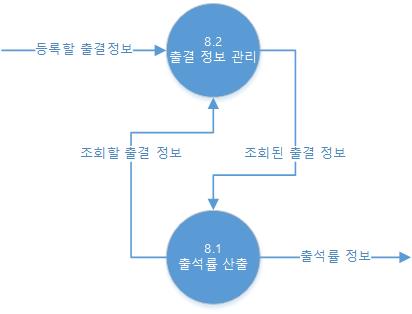 8.2
출결 정보 관리
등록할 출결정보
조회할 출결 정보
조회된 출결 정보
8.1
출석률 산출
출석률 정보